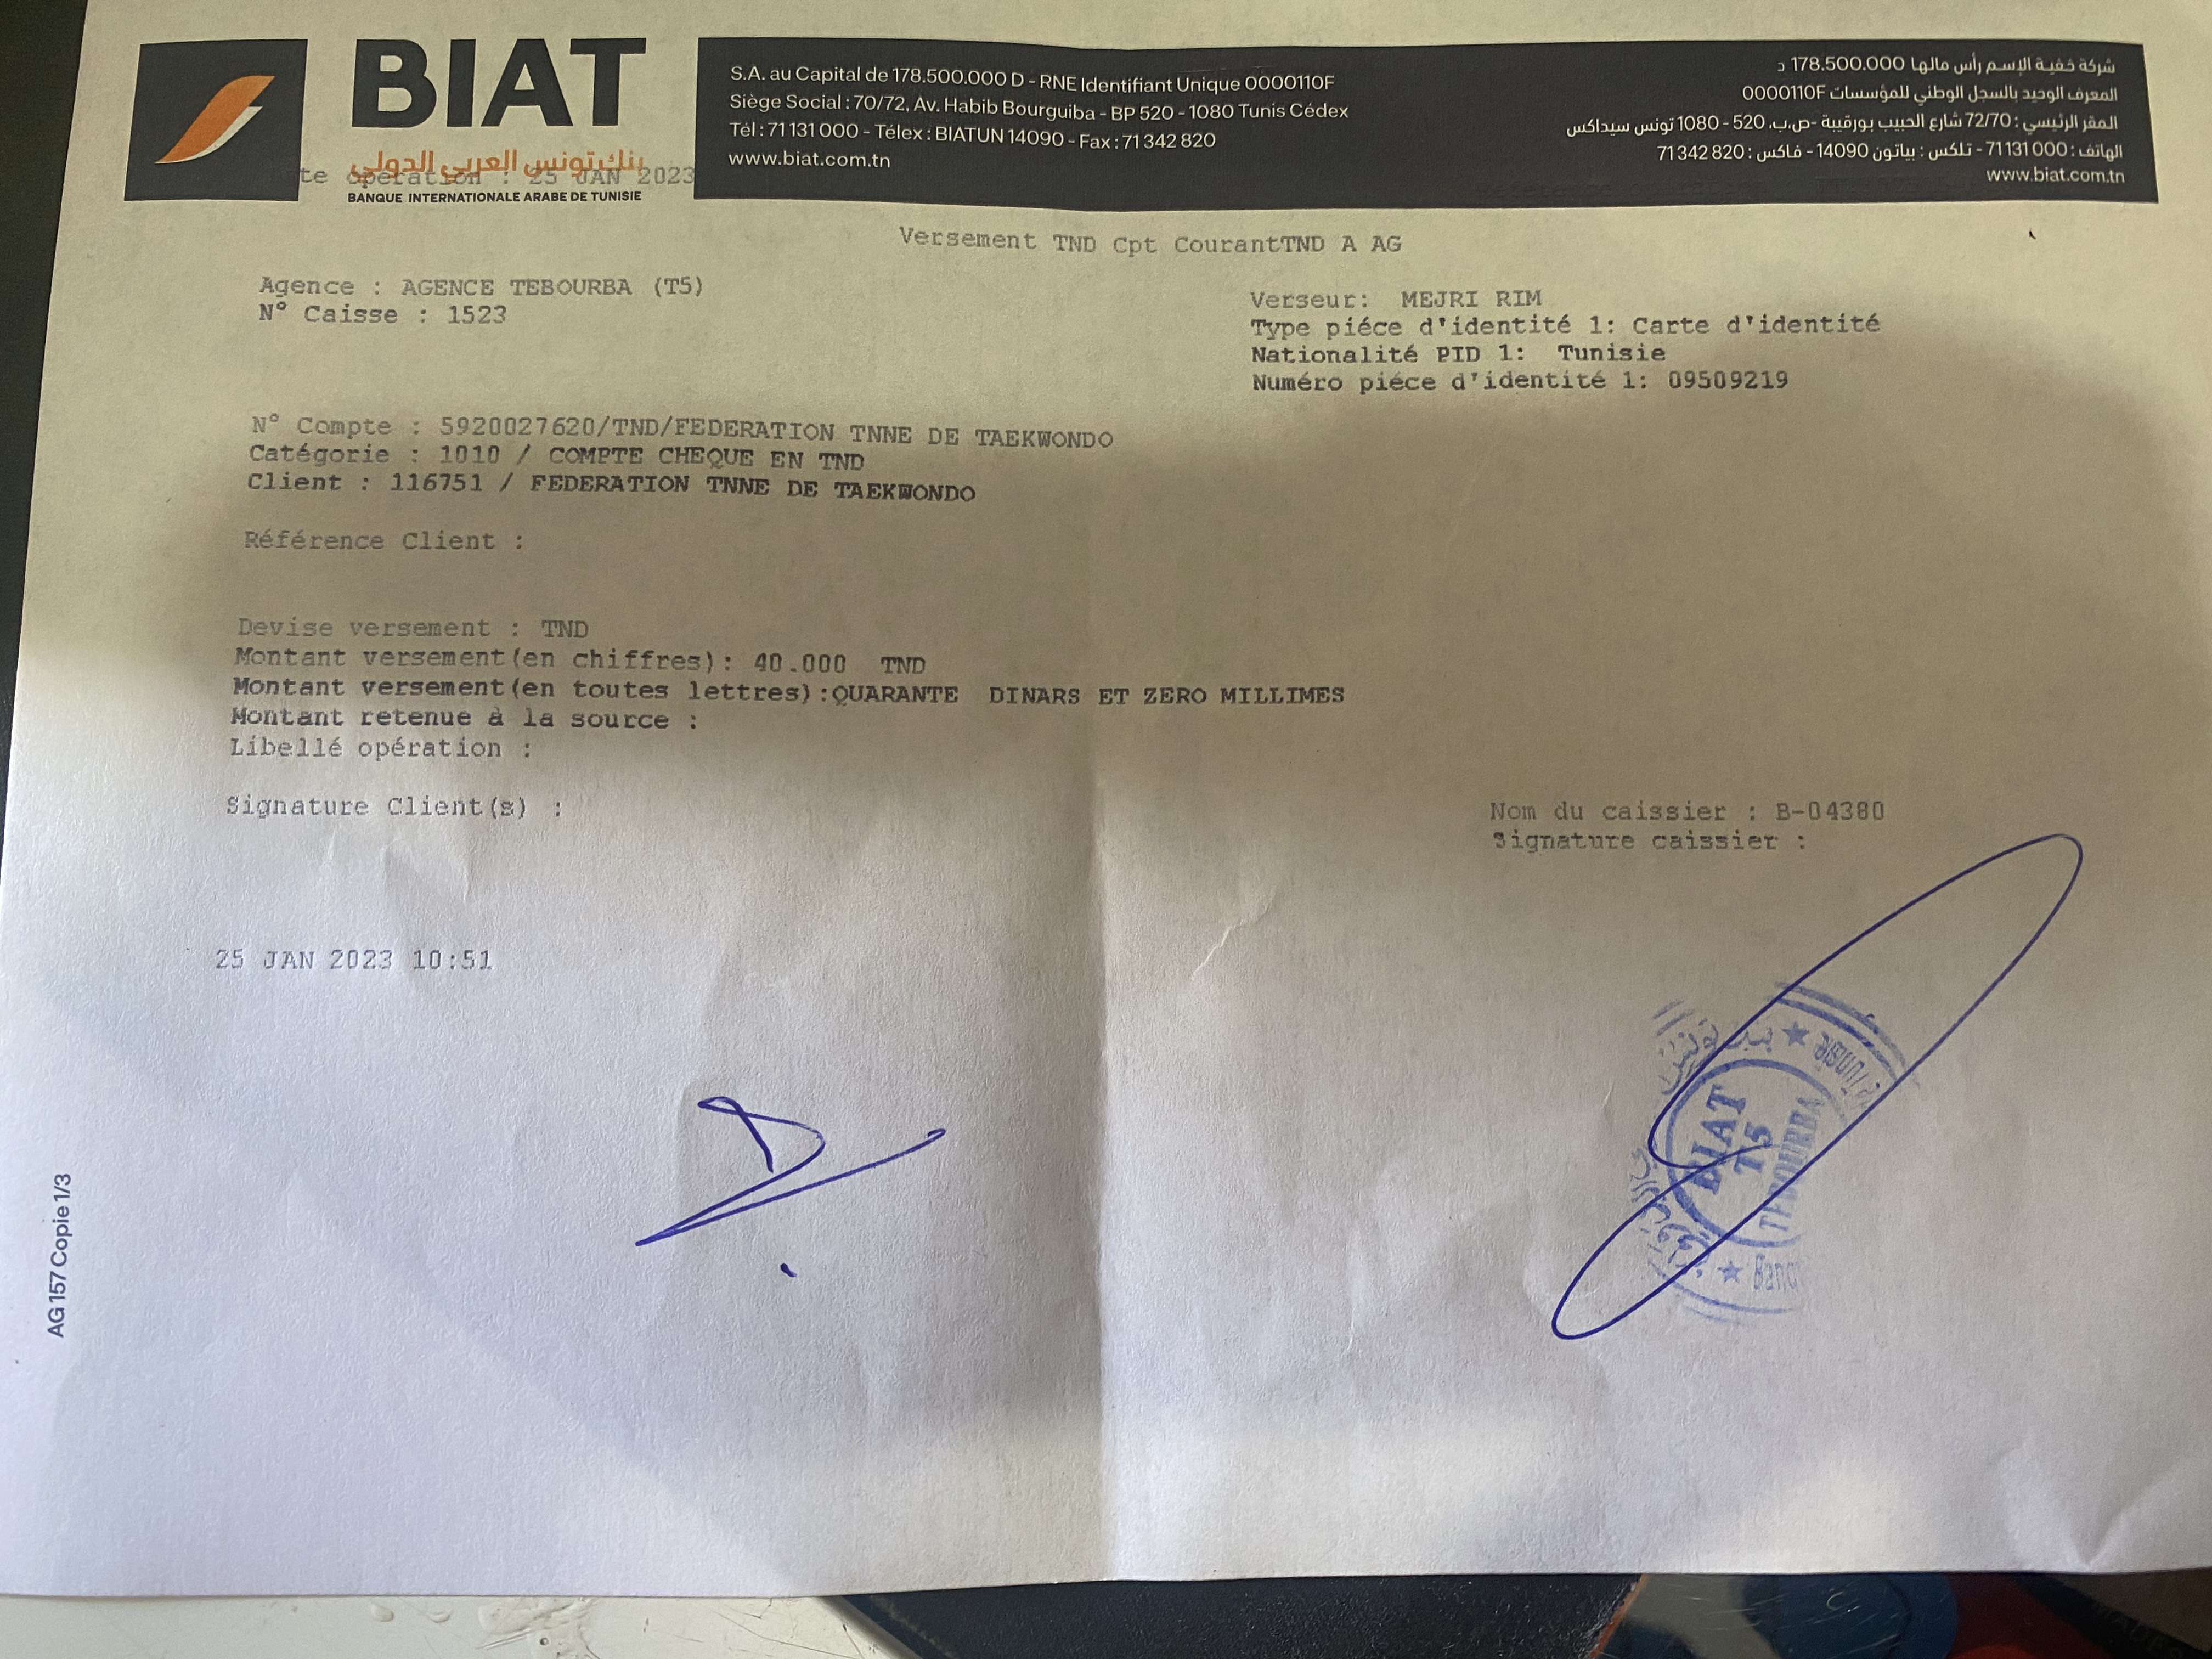 BIAT
بنك تونس العربي الدولي
te opération : 25 JAN 2023
BANQUE INTERNATIONALE ARABE DE TUNISIE
S.A. au Capital de 178.500.000 D - RNE Identifiant Unique 0000110F
Siège Social : 70/72, Av. Habib Bourguiba - BP 520 - 1080 Tunis Cédex
Tél : 71 131 000 - Télex : BIATUN 14090 - Fax : 71 342 820
www.biat.com.tn
شركة خفية الإسم رأس مالها 178.500.000 د
المعرف الوحيد بالسجل الوطني للمؤسسات 0000110F
المقر الرئيسي : 72/70 شارع الحبيب بورقيبة -ص.ب. 520 - 1080 تونس سيداكس
الهاتف : 71131 000 - تلكس : بياتون 14090 - فاكس : 71 342 820
www.biat.com.tn
Versement TND Cpt CourantTND A AG
Agence : AGENCE TEBOURBA (T5)
N° Caisse : 1523
Verseur: MEJRI RIM
Type piéce d'identité 1: Carte d'identité
Nationalité PID 1: Tunisie
Numéro piéce d'identité 1: 09509219
N° Compte : 5920027620/TND/FEDERATION TNNE DE TAEKWONDO
Catégorie : 1010 / COMPTE CHEQUE EN TND
Client : 116751 / FEDERATION TNNE DE TAEKWONDO
Référence Client :
Devise versement : TND
Montant versement(en chiffres): 40.000 TND
Montant versement(en toutes lettres):QUARANTE DINARS ET ZERO MILLIMES
Montant retenue à la source :
Libellé opération :
Signature Client(s) :
Nom du caissier : B-04380
Signature caissier :
25 JAN 2023 10:51
BIAT
T5
TEBOURBA
AG 157 Copie 1/3